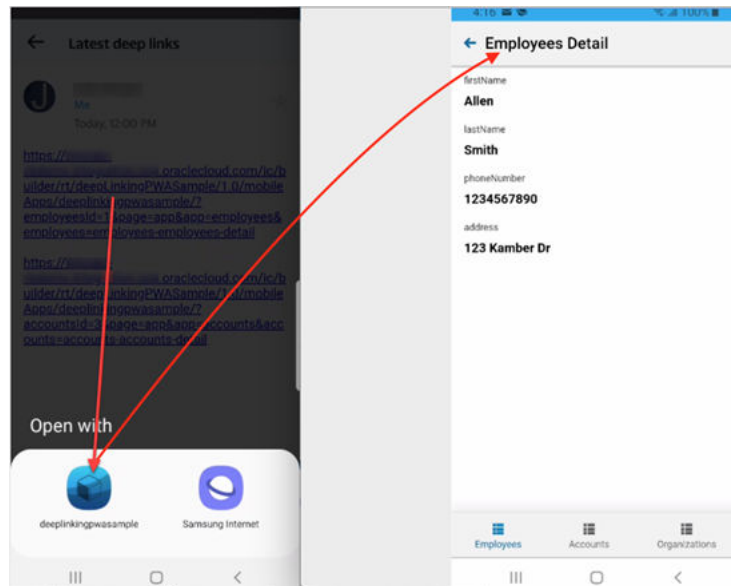 Latest deep links
J
Me
Today, 12:00 PM
https://
.oraclecloud.com/ic/b
uilder/rt/deepLinkingPWASample/1.0/mobile
Apps/deeplinkingpwasample/?
employeesId=1&page=app&app=employees&
employees=employees-employees-detail
https://
.oraclecloud.com/ic/b
uilder/rt/deepLinkingPWASample/1.0/mobile
Apps/deeplinkingpwasample/?
accountsId=3&page=app&app=accounts&acc
ounts=accounts-accounts-detail
Open with
deeplinkingpwasample
Samsung Internet
4:16
100%
Employees Detail
firstName
Allen
lastName
Smith
phoneNumber
1234567890
address
123 Kamber Dr
Employees
Accounts
Organizations